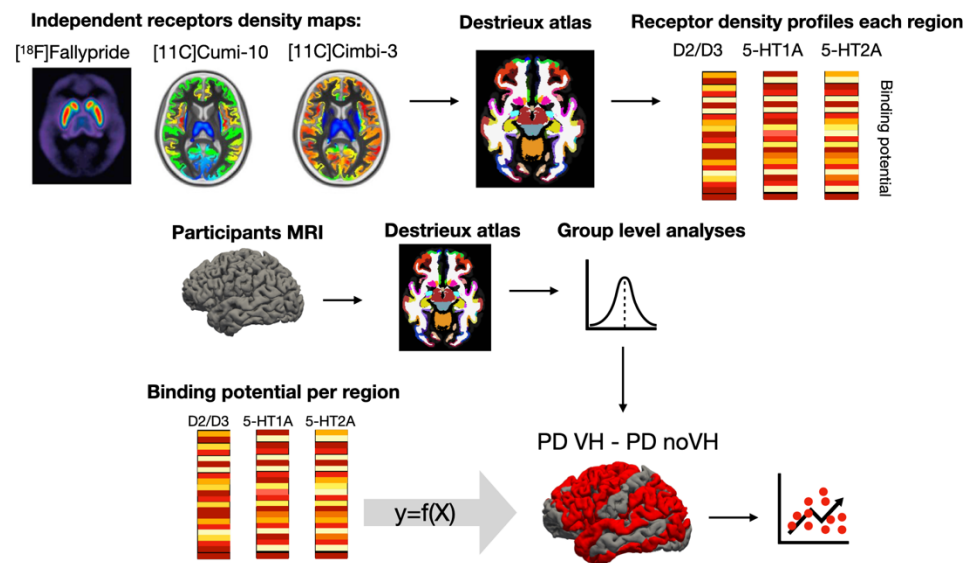 Independent receptors density maps:
[¹⁸F]Fallypride [11C]Cumi-10 [11C]Cimbi-3
Destrieux atlas
Receptor density profiles each region
D2/D3 5-HT1A 5-HT2A
Binding potential
Participants MRI
Destrieux atlas
Group level analyses
Binding potential per region
D2/D3 5-HT1A 5-HT2A
y=f(X)
PD VH - PD noVH